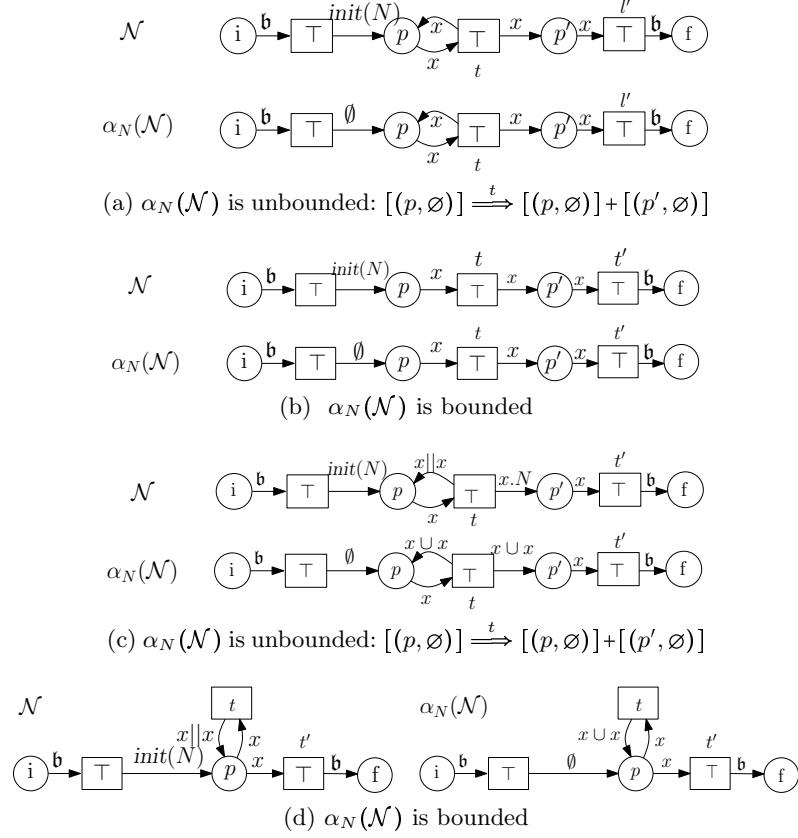 init(N) l'
𝒩 i 𝔟 ⊤ p x x ⊤ x p' x ⊤ 𝔟 f
t
l'
α_N(𝒩) i 𝔟 ⊤ ∅ p x x ⊤ x p' x ⊤ 𝔟 f
t
(a) α_N(𝒩) is unbounded: [(p, ∅)] =t⇒ [(p, ∅)] + [(p', ∅)]
t t'
𝒩 i 𝔟 ⊤ init(N) p x ⊤ x p' x ⊤ 𝔟 f
t t'
α_N(𝒩) i 𝔟 ⊤ ∅ p x ⊤ x p' x ⊤ 𝔟 f
(b) α_N(𝒩) is bounded
x||x t'
𝒩 i 𝔟 ⊤ init(N) p x ⊤ x.N p' x ⊤ 𝔟 f
t
x ∪ x x ∪ x t'
α_N(𝒩) i 𝔟 ⊤ ∅ p x ⊤ p' x ⊤ 𝔟 f
t
(c) α_N(𝒩) is unbounded: [(p, ∅)] =t⇒ [(p, ∅)] + [(p', ∅)]
𝒩 t α_N(𝒩) t
x||x x t' x ∪ x x t'
i 𝔟 ⊤ init(N) p x ⊤ 𝔟 f i 𝔟 ⊤ ∅ p x ⊤ 𝔟 f
(d) α_N(𝒩) is bounded